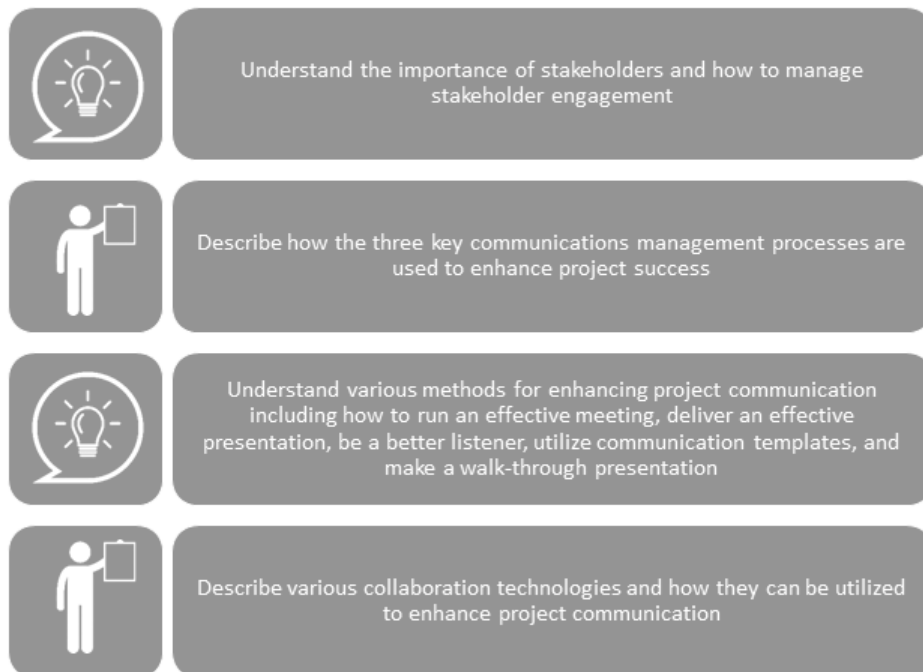 Understand the importance of stakeholders and how to manage
stakeholder engagement
Describe how the three key communications management processes are
used to enhance project success
Understand various methods for enhancing project communication
including how to run an effective meeting, deliver an effective
presentation, be a better listener, utilize communication templates, and
make a walk-through presentation
Describe various collaboration technologies and how they can be utilized
to enhance project communication